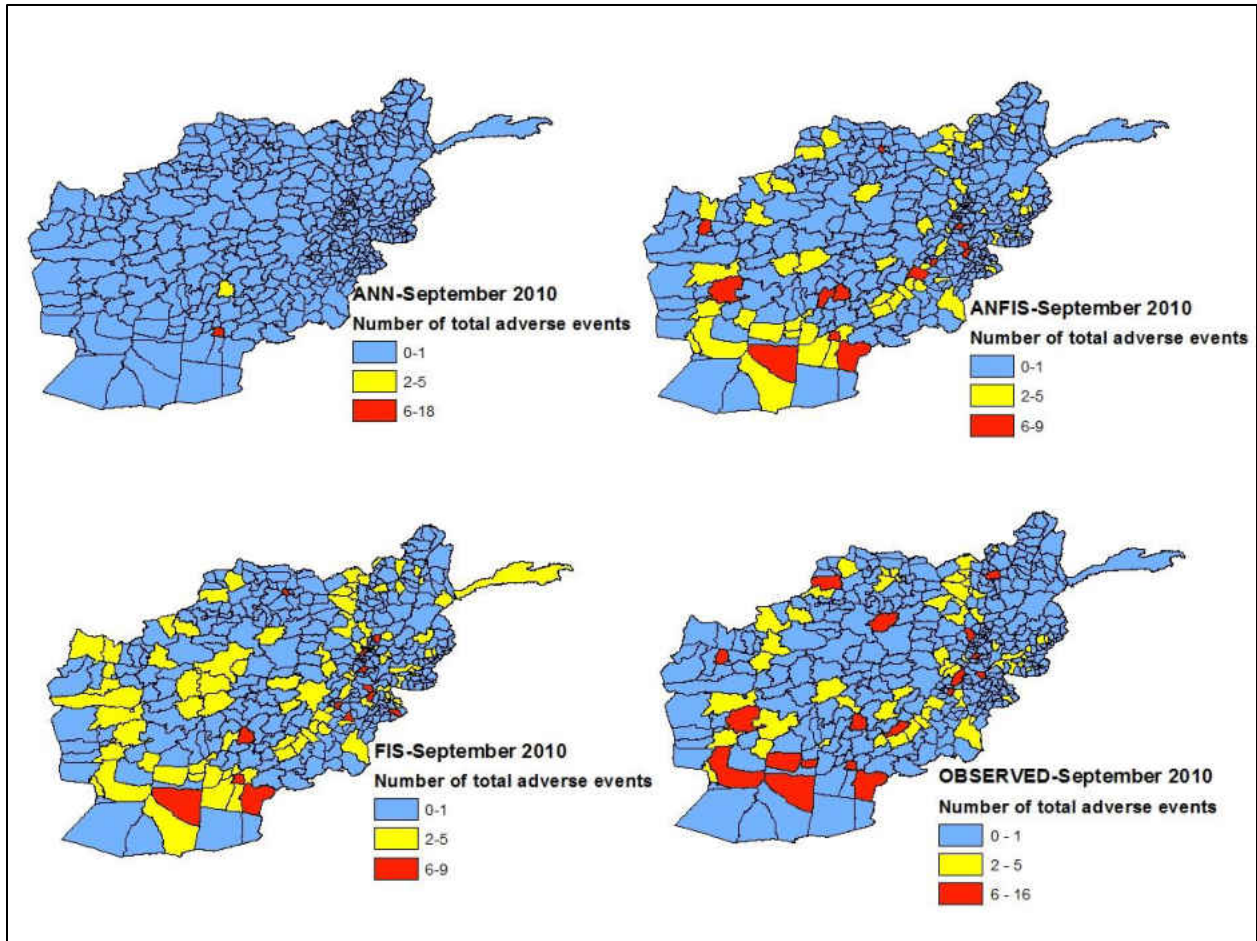 ANN-September 2010
Number of total adverse events
0-1
2-5
6-18
ANFIS-September 2010
Number of total adverse events
0-1
2-5
6-9
FIS-September 2010
Number of total adverse events
0-1
2-5
6-9
OBSERVED-September 2010
Number of total adverse events
0 - 1
2 - 5
6 - 16